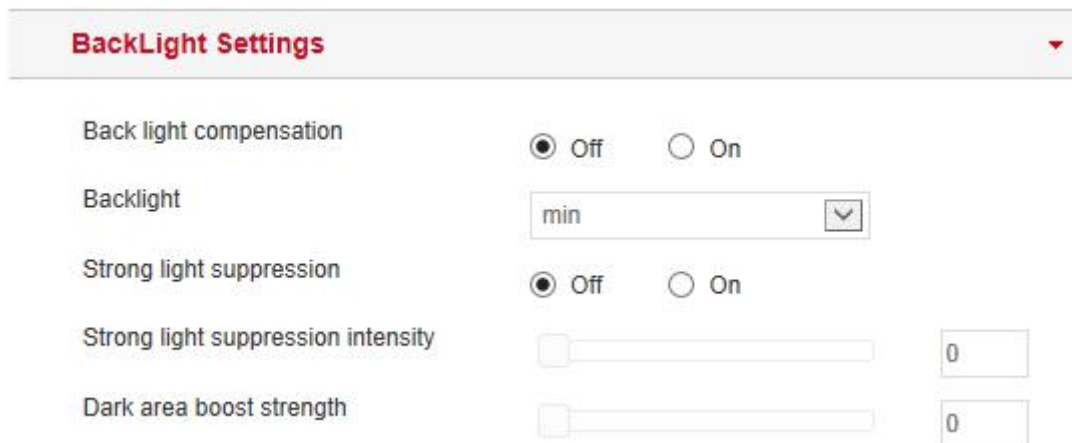 BackLight Settings
Back light compensation
Off On
Backlight
min
Strong light suppression
Off On
Strong light suppression intensity
0
Dark area boost strength
0